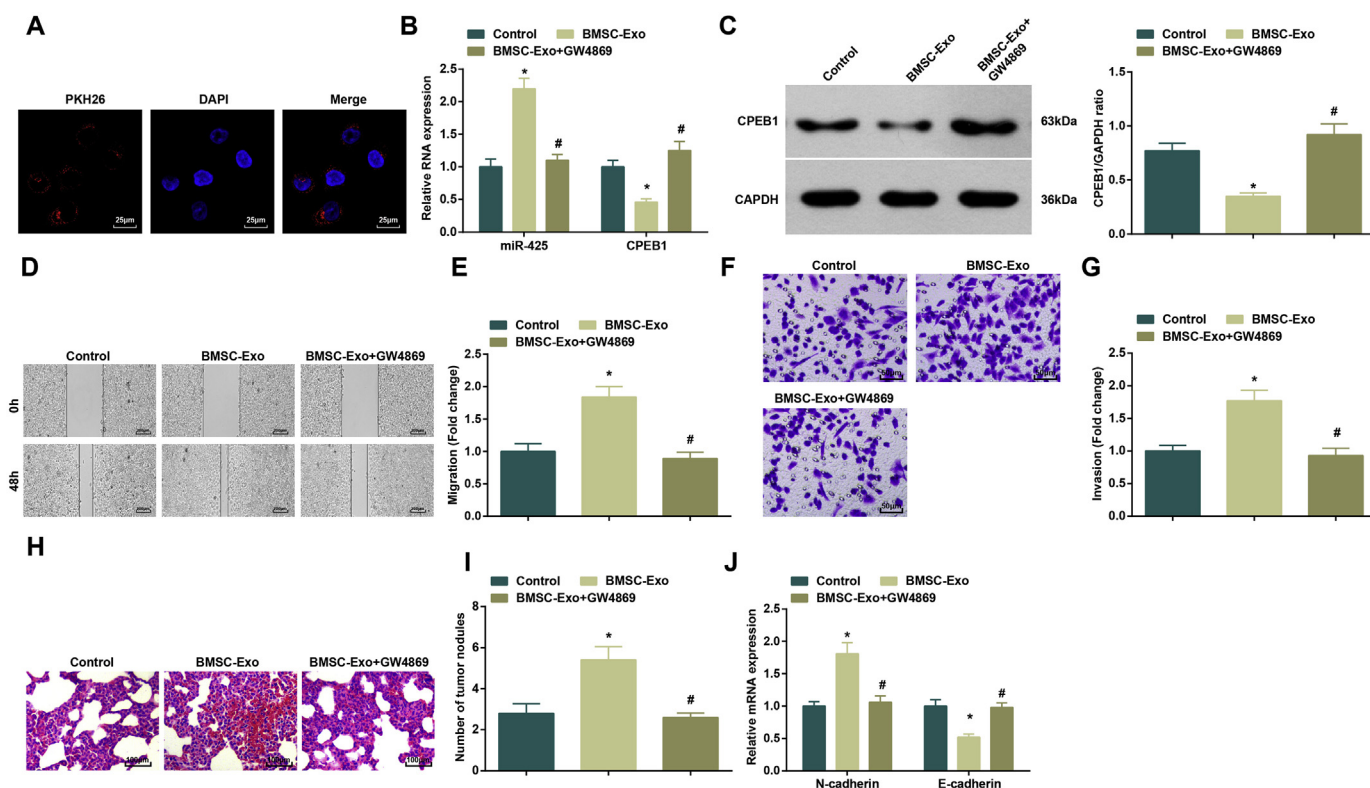 A
PKH26 DAPI Merge
25μm 25μm 25μm
B
Control BMSC-Exo
BMSC-Exo+GW4869
Relative RNA expression
2.5
2.0
1.5
1.0
0.5
0.0
* # * #
miR-425 CPEB1
C
Control BMSC-Exo BMSC-Exo+
GW4869
CPEB1 63kDa
CAPDH 36kDa
Control BMSC-Exo
BMSC-Exo+GW4869
CPEB1/GAPDH ratio
1.5
1.0
0.5
0.0
* #
D
Control BMSC-Exo BMSC-Exo+GW4869
0h
48h
E
Control BMSC-Exo
BMSC-Exo+GW4869
Migration (Fold change)
2.5
2.0
1.5
1.0
0.5
0.0
* #
F
Control BMSC-Exo
50μm 50μm
BMSC-Exo+GW4869
50μm
G
Control BMSC-Exo
BMSC-Exo+GW4869
Invasion (Fold change)
2.5
2.0
1.5
1.0
0.5
0.0
* #
H
Control BMSC-Exo BMSC-Exo+GW4869
100μm 100μm 100μm
I
Control BMSC-Exo
BMSC-Exo+GW4869
Number of tumor nodules
8
6
4
2
0
* #
J
Control BMSC-Exo
BMSC-Exo+GW4869
Relative mRNA expression
2.5
2.0
1.5
1.0
0.5
0.0
* # * #
N-cadherin E-cadherin